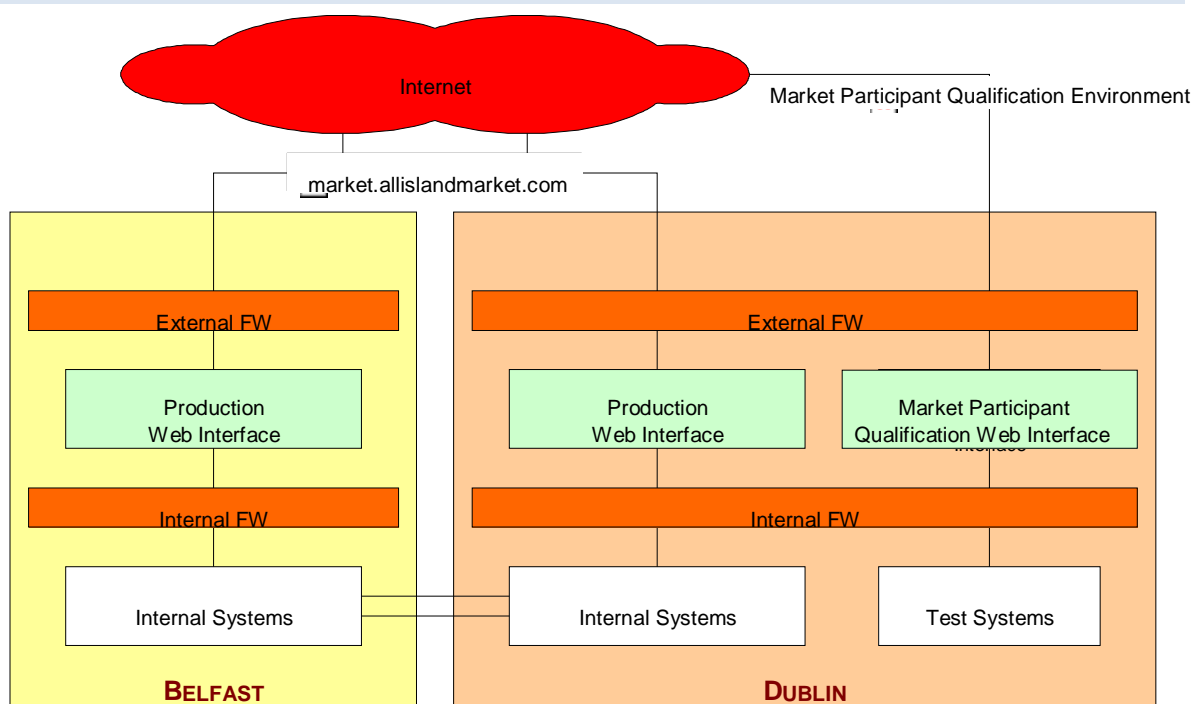 Internet
Market Participant Qualification Environment
market.allislandmarket.com
External FW
External FW
Production
Web Interface
Production
Web Interface
Market Participant
Qualification Web Interface
Internal FW
Internal FW
Internal Systems
Internal Systems
Test Systems
BELFAST
DUBLIN